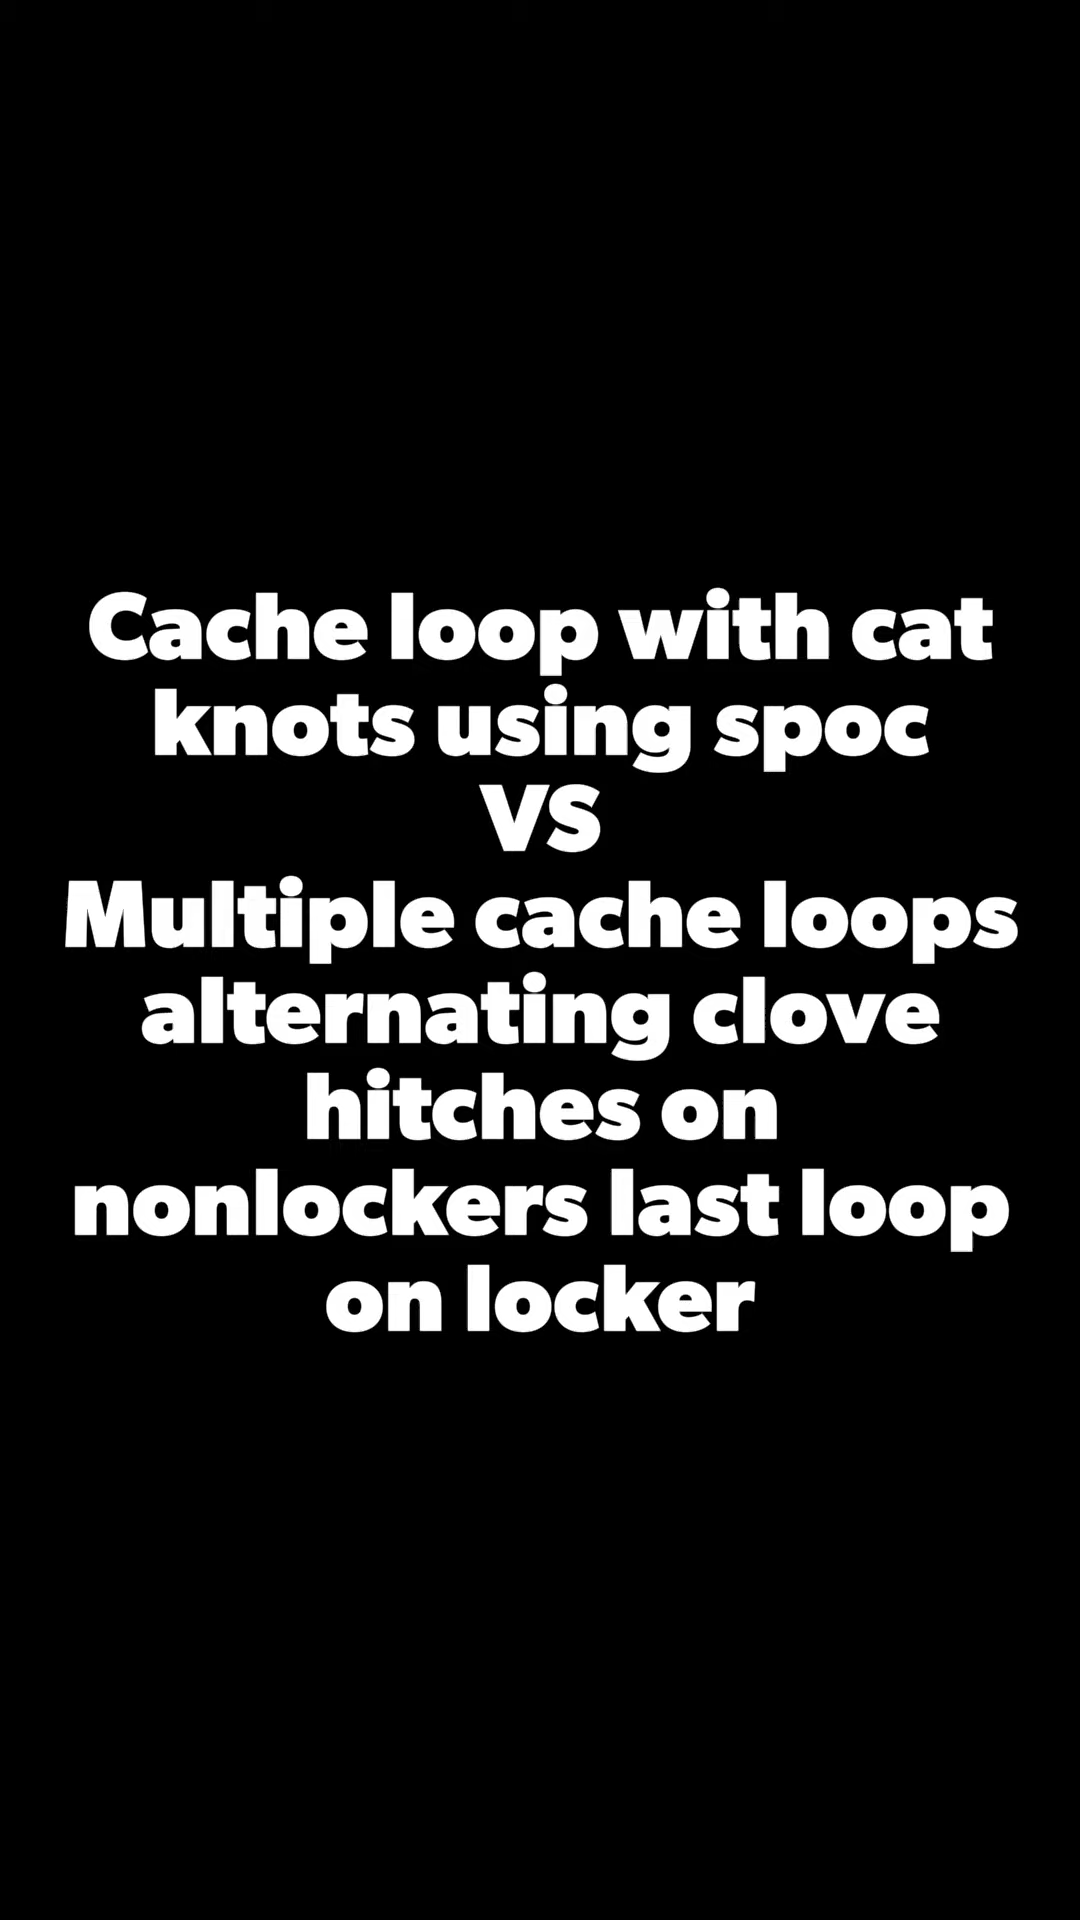 Cache loop with cat
knots using spoc
VS
Multiple cache loops
alternating clove
hitches on
nonlockers last loop
on locker